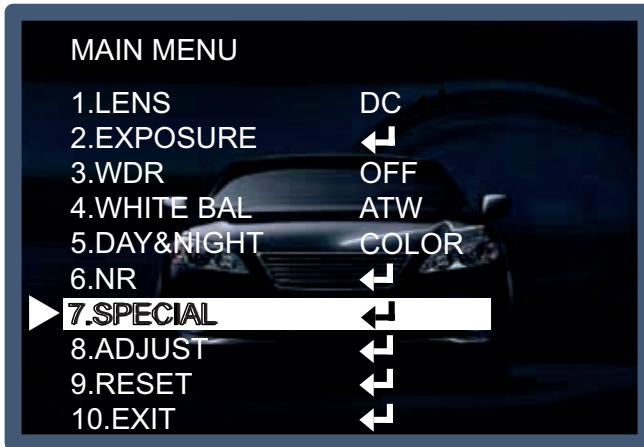 MAIN MENU
1.LENS DC
2.EXPOSURE ↵
3.WDR OFF
4.WHITE BAL ATW
5.DAY&NIGHT COLOR
6.NR ↵
7.SPECIAL ↵
8.ADJUST ↵
9.RESET ↵
10.EXIT ↵